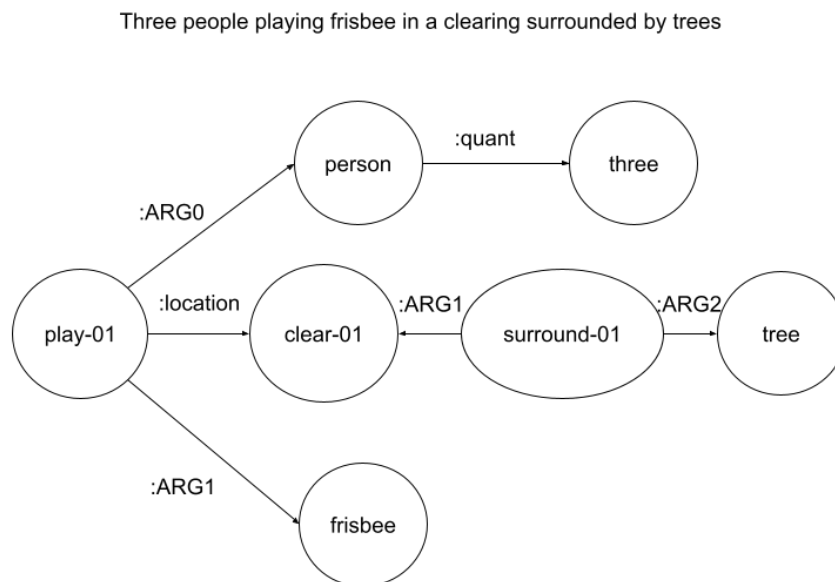 Three people playing frisbee in a clearing surrounded by trees
person
:quant
three
:ARG0
play-01
:location
clear-01
:ARG1
surround-01
:ARG2
tree
:ARG1
frisbee